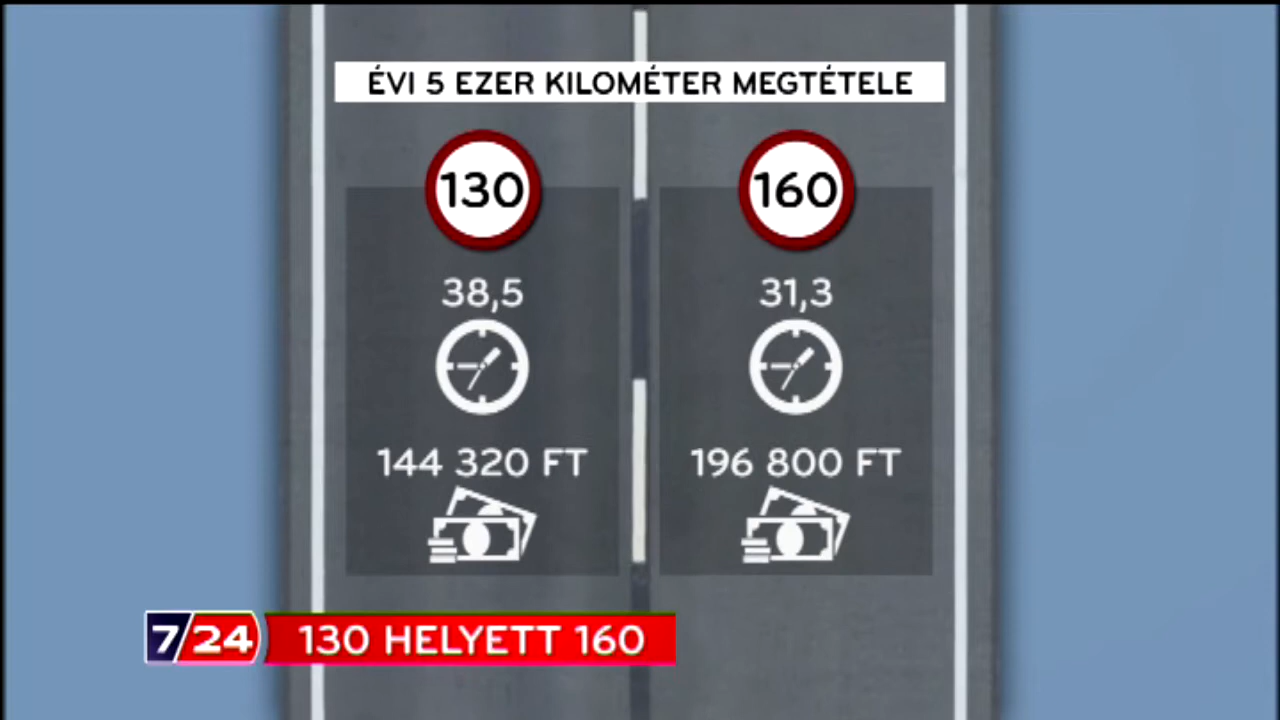 ÉVI 5 EZER KILOMÉTER MEGTÉTELE
130
160
38,5
31,3
144 320 FT
196 800 FT
7/24
130 HELYETT 160